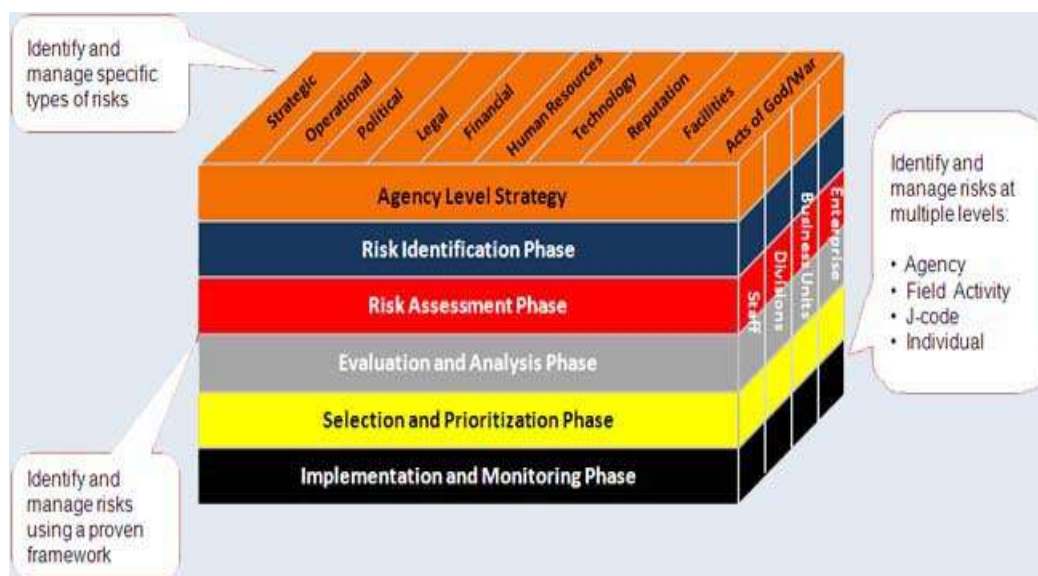 Identify and
manage specific
types of risks
Strategic
Operational
Political
Legal
Financial
Human Resources
Technology
Reputation
Facilities
Acts of God/War
Agency Level Strategy
Risk Identification Phase
Risk Assessment Phase
Evaluation and Analysis Phase
Selection and Prioritization Phase
Implementation and Monitoring Phase
Staff
Divisions
Business Units
Enterprise
Identify and
manage risks at
multiple levels:
• Agency
• Field Activity
• J-code
• Individual
Identify and
manage risks
using a proven
framework